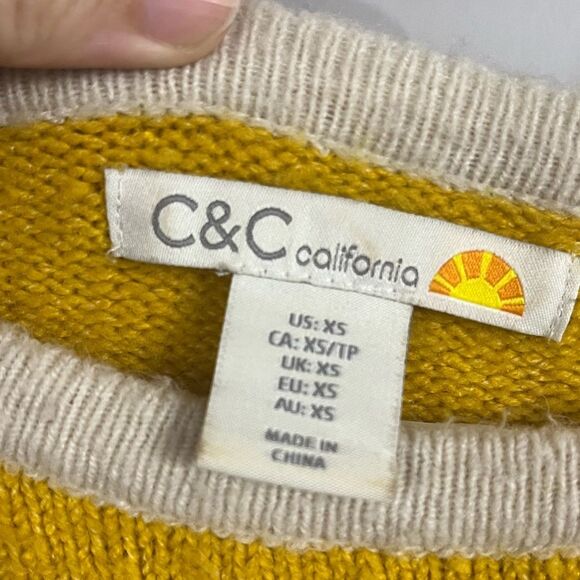 C&C california
US: XS
CA: XS/TP
UK: XS
EU: XS
AU: XS
MADE IN
CHINA